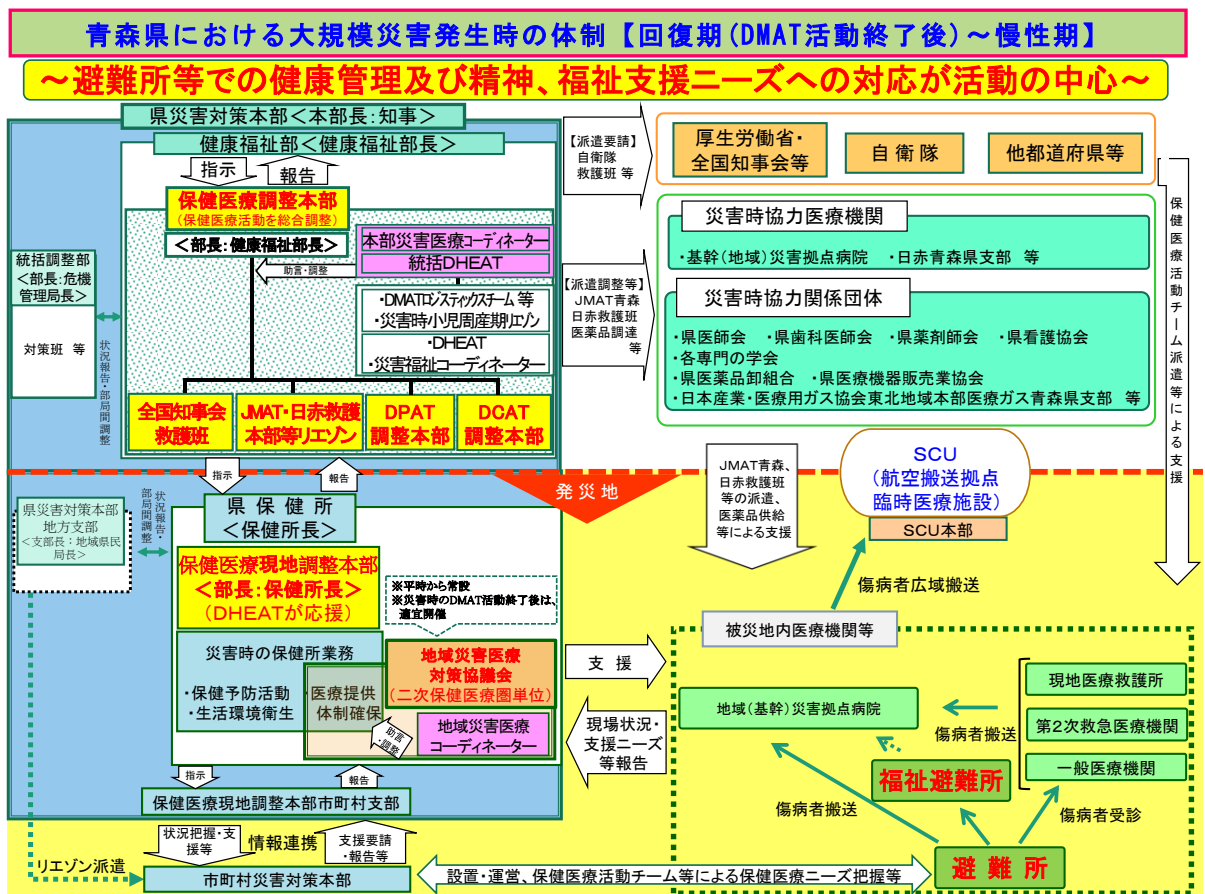 青森県における大規模災害発生時の体制【回復期(DMAT活動終了後)～慢性期】
～避難所等での健康管理及び精神、福祉支援ニーズへの対応が活動の中心～
県災害対策本部＜本部長：知事＞
健康福祉部＜健康福祉部長＞
指示
報告
保健医療調整本部
(保健医療活動を総合調整)
＜部長：健康福祉部長＞
本部災害医療コーディネーター
統括DHEAT
助言・調整
・DMATロジスティックスチーム 等
・災害時小児周産期リエゾン
・DHEAT
・災害福祉コーディネーター
統括調整部
＜部長：危機
管理局長＞
対策班 等
状況報告・部局間調整
全国知事会
救護班
JMAT・日赤救護
本部等リエゾン
DPAT
調整本部
DCAT
調整本部
【派遣要請】
自衛隊
救護班 等
厚生労働省・
全国知事会等
自衛隊
他都道府県等
【派遣調整等】
JMAT青森
日赤救護班
医薬品調達
等
災害時協力医療機関
・基幹(地域)災害拠点病院 ・日赤青森県支部 等
災害時協力関係団体
・県医師会 ・県歯科医師会 ・県薬剤師会 ・県看護協会
・各専門の学会
・県医薬品卸組合 ・県医療機器販売業協会
・日本産業・医療用ガス協会東北地域本部医療ガス青森県支部 等
保健医療活動チーム派遣等による支援
指示
報告
発災地
JMAT青森、
日赤救護班
等の派遣、
医薬品供給
等による支援
SCU
(航空搬送拠点
臨時医療施設)
SCU本部
県災害対策本部
地方支部
＜支部長：地域県民
局長＞
状況報告・
部局間調整
県保健所
＜保健所長＞
保健医療現地調整本部
＜部長：保健所長＞
(DHEATが応援)
※平時から常設
※災害時のDMAT活動終了後は、
適宜開催
災害時の保健所業務
・保健予防活動
・生活環境衛生
・医療提供
体制確保
地域災害医療
対策協議会
(二次保健医療圏単位)
助言
・調整
地域災害医療
コーディネーター
支援
現場状況・
支援ニーズ
等報告
傷病者広域搬送
被災地内医療機関等
地域(基幹)災害拠点病院
現地医療救護所
第2次救急医療機関
一般医療機関
傷病者搬送
福祉避難所
傷病者搬送
傷病者受診
避難所
指示
報告
保健医療現地調整本部市町村支部
状況把握・支
援等
情報連携
支援要請
・報告等
リエゾン派遣
市町村災害対策本部
設置・運営、保健医療活動チーム等による保健医療ニーズ把握等